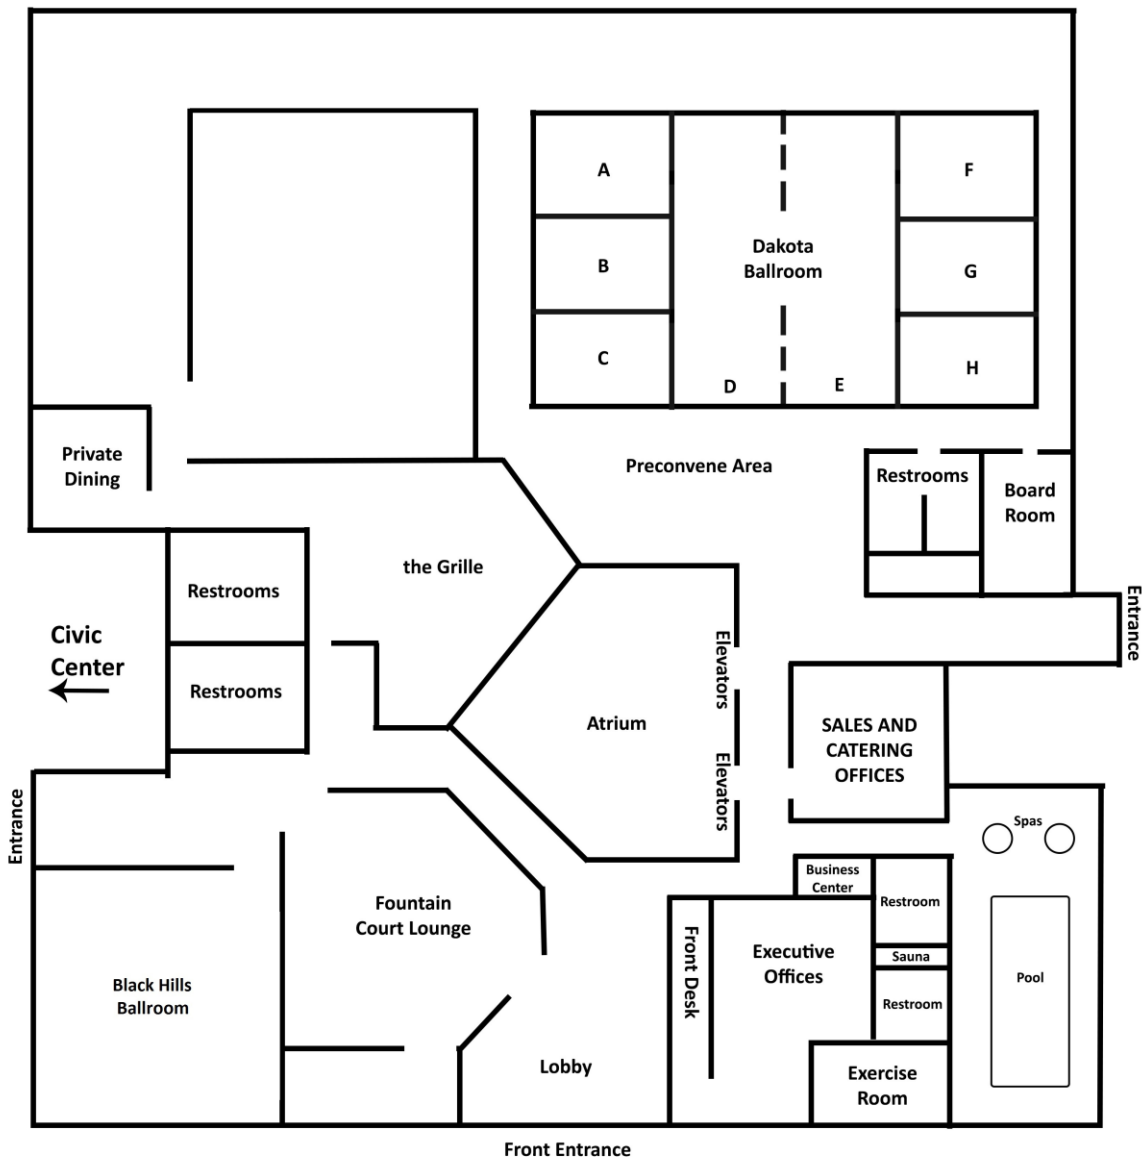 A
F
Dakota
Ballroom
B
G
C
H
D
E
Private
Dining
Preconvene Area
Restrooms
Board
Room
the Grille
Restrooms
Entrance
Civic
Center
Restrooms
Elevators
Atrium
SALES AND
CATERING
OFFICES
Elevators
Entrance
Spas
Business
Center
Fountain
Court Lounge
Restroom
Front Desk
Executive
Offices
Sauna
Black Hills
Ballroom
Pool
Restroom
Lobby
Exercise
Room
Front Entrance